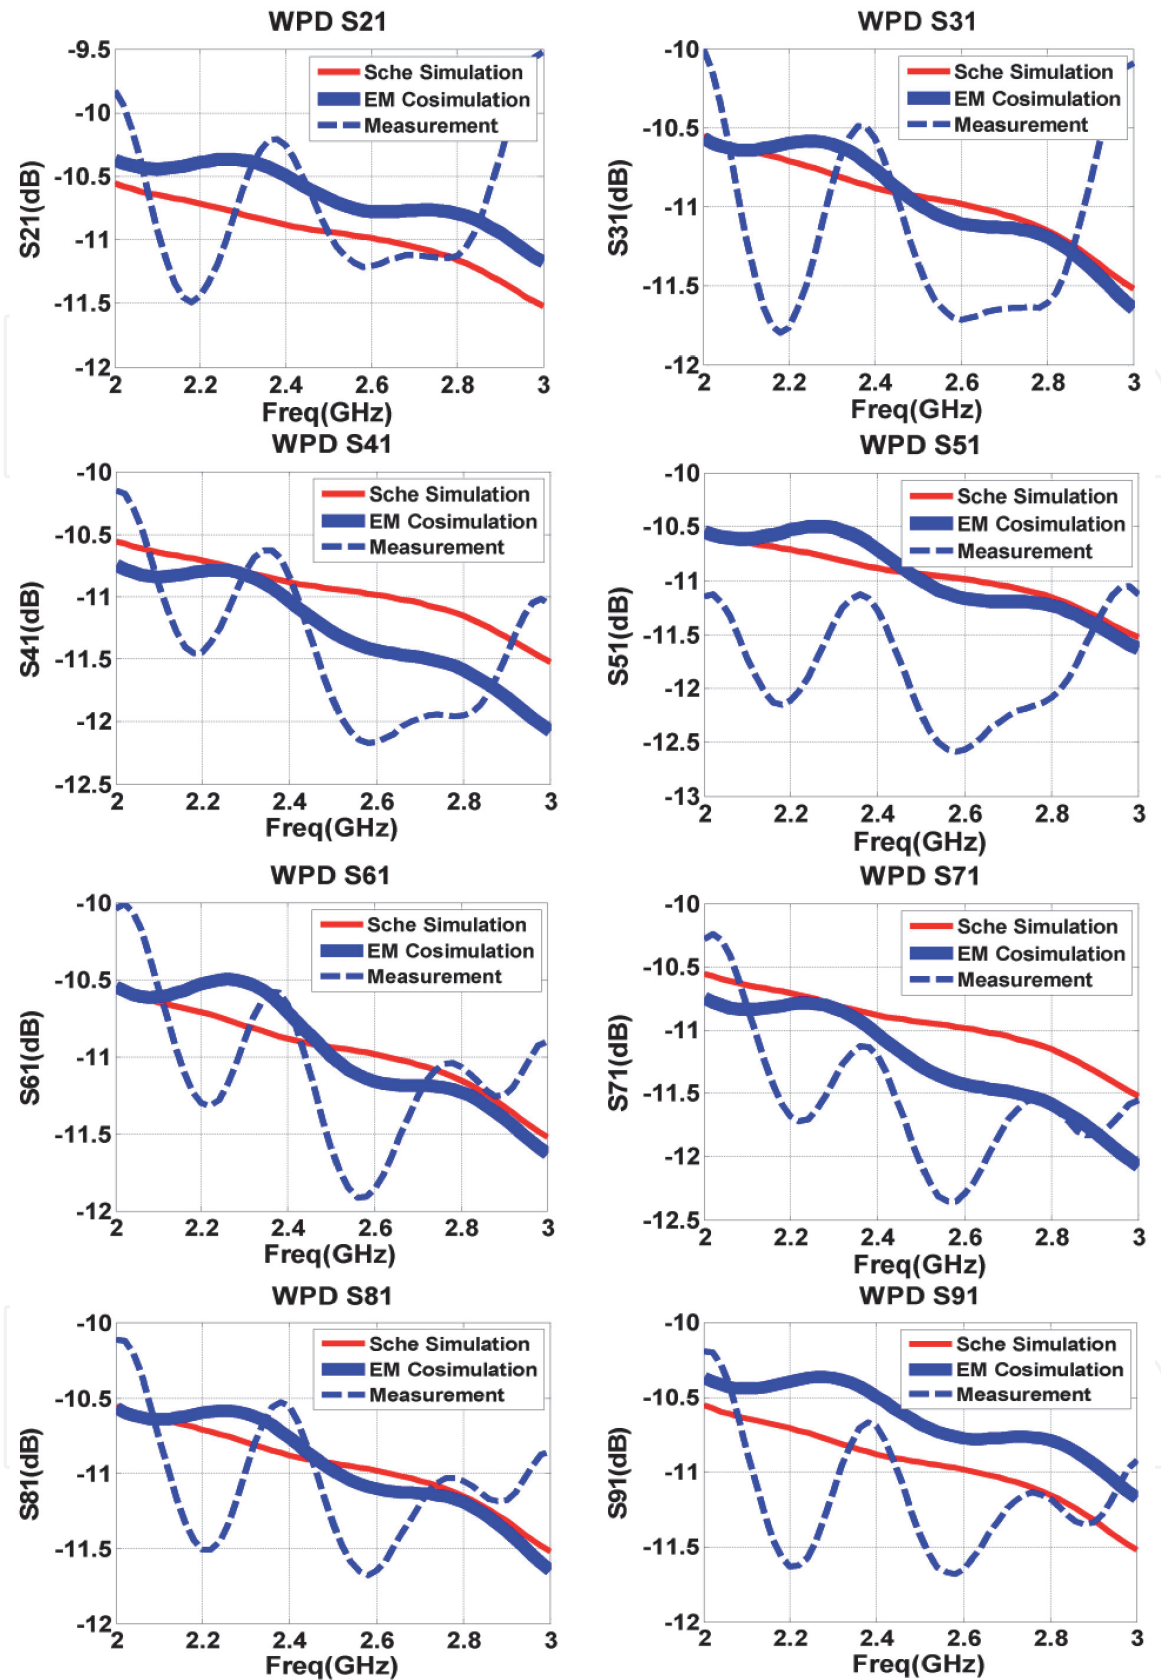 WPD S21
-9.5
-10
-10.5
-11
-11.5
-12
S21(dB)
Sche Simulation
EM Cosimulation
Measurement
2 2.2 2.4 2.6 2.8 3
Freq(GHz)
WPD S31
-10
-10.5
-11
-11.5
-12
S31(dB)
Sche Simulation
EM Cosimulation
Measurement
2 2.2 2.4 2.6 2.8 3
Freq(GHz)
WPD S41
-10
-10.5
-11
-11.5
-12
-12.5
S41(dB)
Sche Simulation
EM Cosimulation
Measurement
2 2.2 2.4 2.6 2.8 3
Freq(GHz)
WPD S51
-10
-10.5
-11
-11.5
-12
-12.5
-13
S51(dB)
Sche Simulation
EM Cosimulation
Measurement
2 2.2 2.4 2.6 2.8 3
Freq(GHz)
WPD S61
-10
-10.5
-11
-11.5
-12
S61(dB)
Sche Simulation
EM Cosimulation
Measurement
2 2.2 2.4 2.6 2.8 3
Freq(GHz)
WPD S71
-10
-10.5
-11
-11.5
-12
-12.5
S71(dB)
Sche Simulation
EM Cosimulation
Measurement
2 2.2 2.4 2.6 2.8 3
Freq(GHz)
WPD S81
-10
-10.5
-11
-11.5
-12
S81(dB)
Sche Simulation
EM Cosimulation
Measurement
2 2.2 2.4 2.6 2.8 3
Freq(GHz)
WPD S91
-10
-10.5
-11
-11.5
-12
S91(dB)
Sche Simulation
EM Cosimulation
Measurement
2 2.2 2.4 2.6 2.8 3
Freq(GHz)